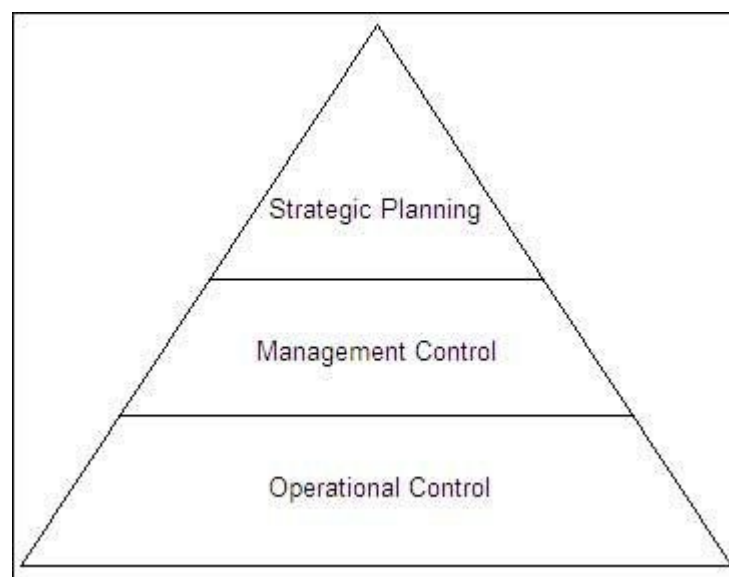 Strategic Planning
Management Control
Operational Control